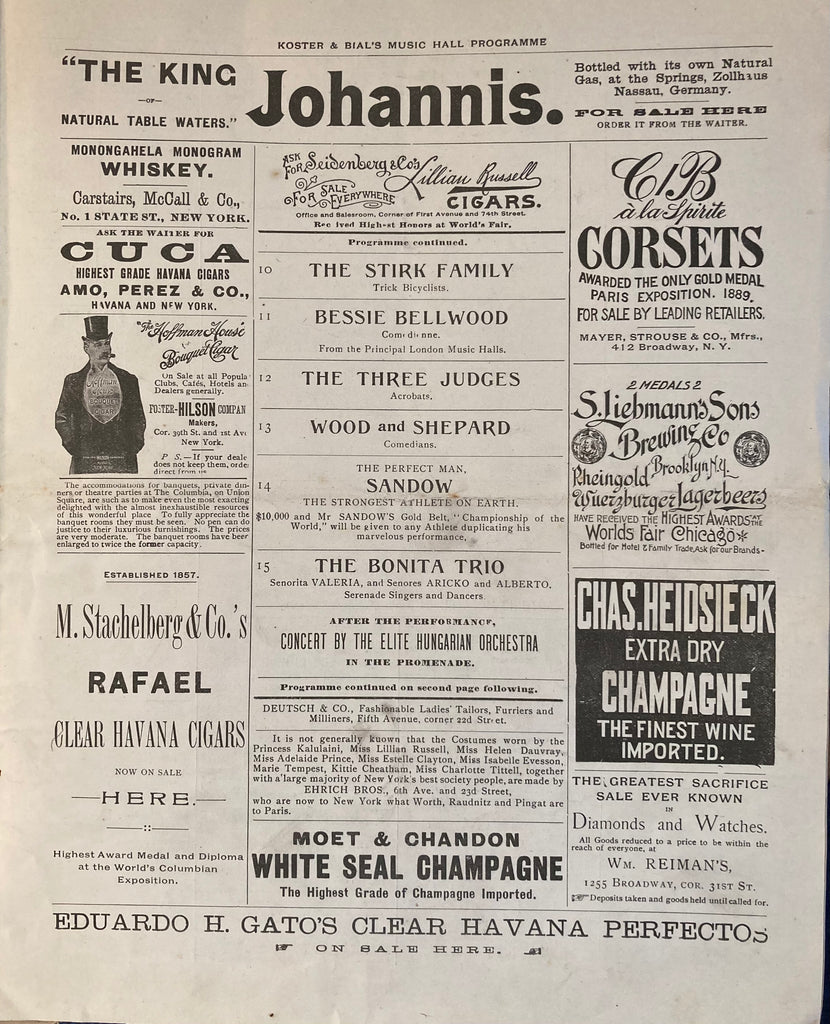 KOSTER & BIAL'S MUSIC HALL PROGRAMME
"THE KING
—OF—
NATURAL TABLE WATERS."
Johannis.
Bottled with its own Natural
Gas, at the Springs, Zollhaus
Nassau, Germany.
FOR SALE HERE
ORDER IT FROM THE WAITER.
MONONGAHELA MONOGRAM
WHISKEY.
Carstairs, McCall & Co.,
No. 1 STATE ST., NEW YORK.
ASK THE WAITER FOR
CUCA
HIGHEST GRADE HAVANA CIGARS
AMO, PEREZ & CO.,
HAVANA AND NEW YORK.
"The Hoffman House
Bouquet Cigar
On Sale at all Popula
Clubs, Cafés, Hotels an
Dealers generally.
FOSTER-HILSON COMPAN
Makers,
Cor. 39th St. and 1st Ave
New York.
P S.—If your deale
does not keep them, orde
direct from us
Hoffman
HOUSE
BOUQUET
CIGAR
The accommodations for banquets, private din-
ners, or theatre parties at The Columbia, on Union
Square, are such as to make even the most exacting
delighted with the almost inexhaustible resources
of this wonderful place To fully appreciate the
banquet rooms they must be seen. No pen can do
justice to their luxurious furnishings. The prices
are very moderate. The banquet rooms have been
enlarged to twice the former capacity.
ESTABLISHED 1857.
M. Stachelberg & Co.'s
RAFAEL
CLEAR HAVANA CIGARS
NOW ON SALE
—HERE.—
—::—
Highest Award Medal and Diploma
at the World's Columbian
Exposition.
ASK FOR Seidenberg & Co's Lillian Russell
FOR SALE EVERYWHERE CIGARS.
Office and Salesroom, Corner of First Avenue and 74th Street.
Received High-st Honors at World's Fair.
Programme continued.
10 THE STIRK FAMILY
Trick Bicyclists.
11 BESSIE BELLWOOD
Comedienne.
From the Principal London Music Halls.
12 THE THREE JUDGES
Acrobats.
13 WOOD and SHEPARD
Comedians.
THE PERFECT MAN,
14 SANDOW
THE STRONGEST ATHLETE ON EARTH.
$10,000 and Mr SANDOW'S Gold Belt, "Championship of the
World," will be given to any Athlete duplicating his
marvelous performance,
15 THE BONITA TRIO
Senorita VALERIA, and Senores ARICKO and ALBERTO,
Serenade Singers and Dancers.
AFTER THE PERFORMANCE,
CONCERT BY THE ELITE HUNGARIAN ORCHESTRA
IN THE PROMENADE.
Programme continued on second page following.
DEUTSCH & CO., Fashionable Ladies' Tailors, Furriers and
Milliners, Fifth Avenue, corner 22d Street.
It is not generally known that the Costumes worn by the
Princess Kalulaini, Miss Lillian Russell, Miss Helen Dauvray,
Miss Adelaide Prince, Miss Estelle Clayton, Miss Isabelle Evesson,
Marie Tempest, Kittie Cheatham, Miss Charlotte Tittell, together
with a large majority of New York's best society people, are made by
EHRICH BROS., 6th Ave. and 23d Street,
who are now to New York what Worth, Raudnitz and Pingat are
to Paris.
MOET & CHANDON
WHITE SEAL CHAMPAGNE
The Highest Grade of Champagne Imported.
C/B
à la Spirite
CORSETS
AWARDED THE ONLY GOLD MEDAL
PARIS EXPOSITION. 1889.
FOR SALE BY LEADING RETAILERS.
MAYER, STROUSE & CO., Mfrs.,
412 Broadway, N. Y.
2 MEDALS 2
S. Liebmann's Sons
Brewing Co
Brooklyn N.Y.
Rheingold
Wuerzburger Lagerbeers
HAVE RECEIVED THE HIGHEST AWARDS AT THE
Worlds Fair Chicago
Bottled for Hotel & Family Trade, Ask for our Brands -
CHAS. HEIDSIECK
EXTRA DRY
CHAMPAGNE
THE FINEST WINE
IMPORTED.
THE GREATEST SACRIFICE
SALE EVER KNOWN
IN
Diamonds and Watches.
All Goods reduced to a price to be within the
reach of everyone, at
WM. REIMAN'S,
1255 BROADWAY, COR. 31ST ST.
☞ Deposits taken and goods held until called for.
EDUARDO H. GATO'S CLEAR HAVANA PERFECTOS
☞ ON SALE HERE. ☜